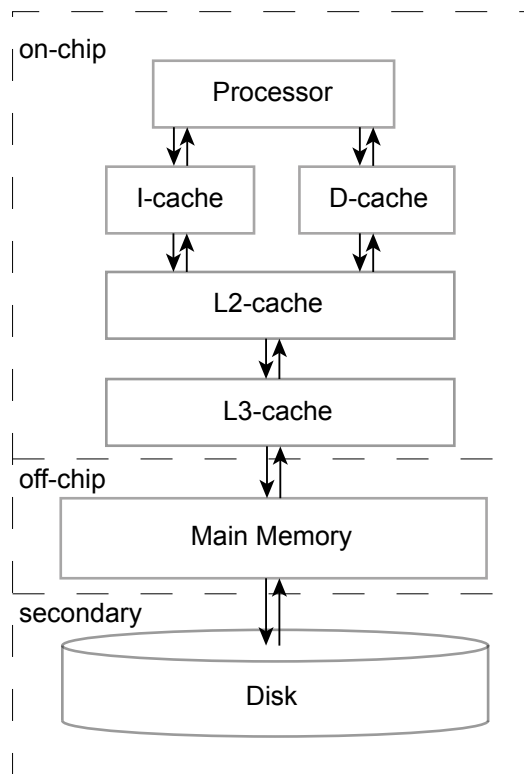 on-chip
Processor
I-cache
D-cache
L2-cache
L3-cache
off-chip
Main Memory
secondary
Disk